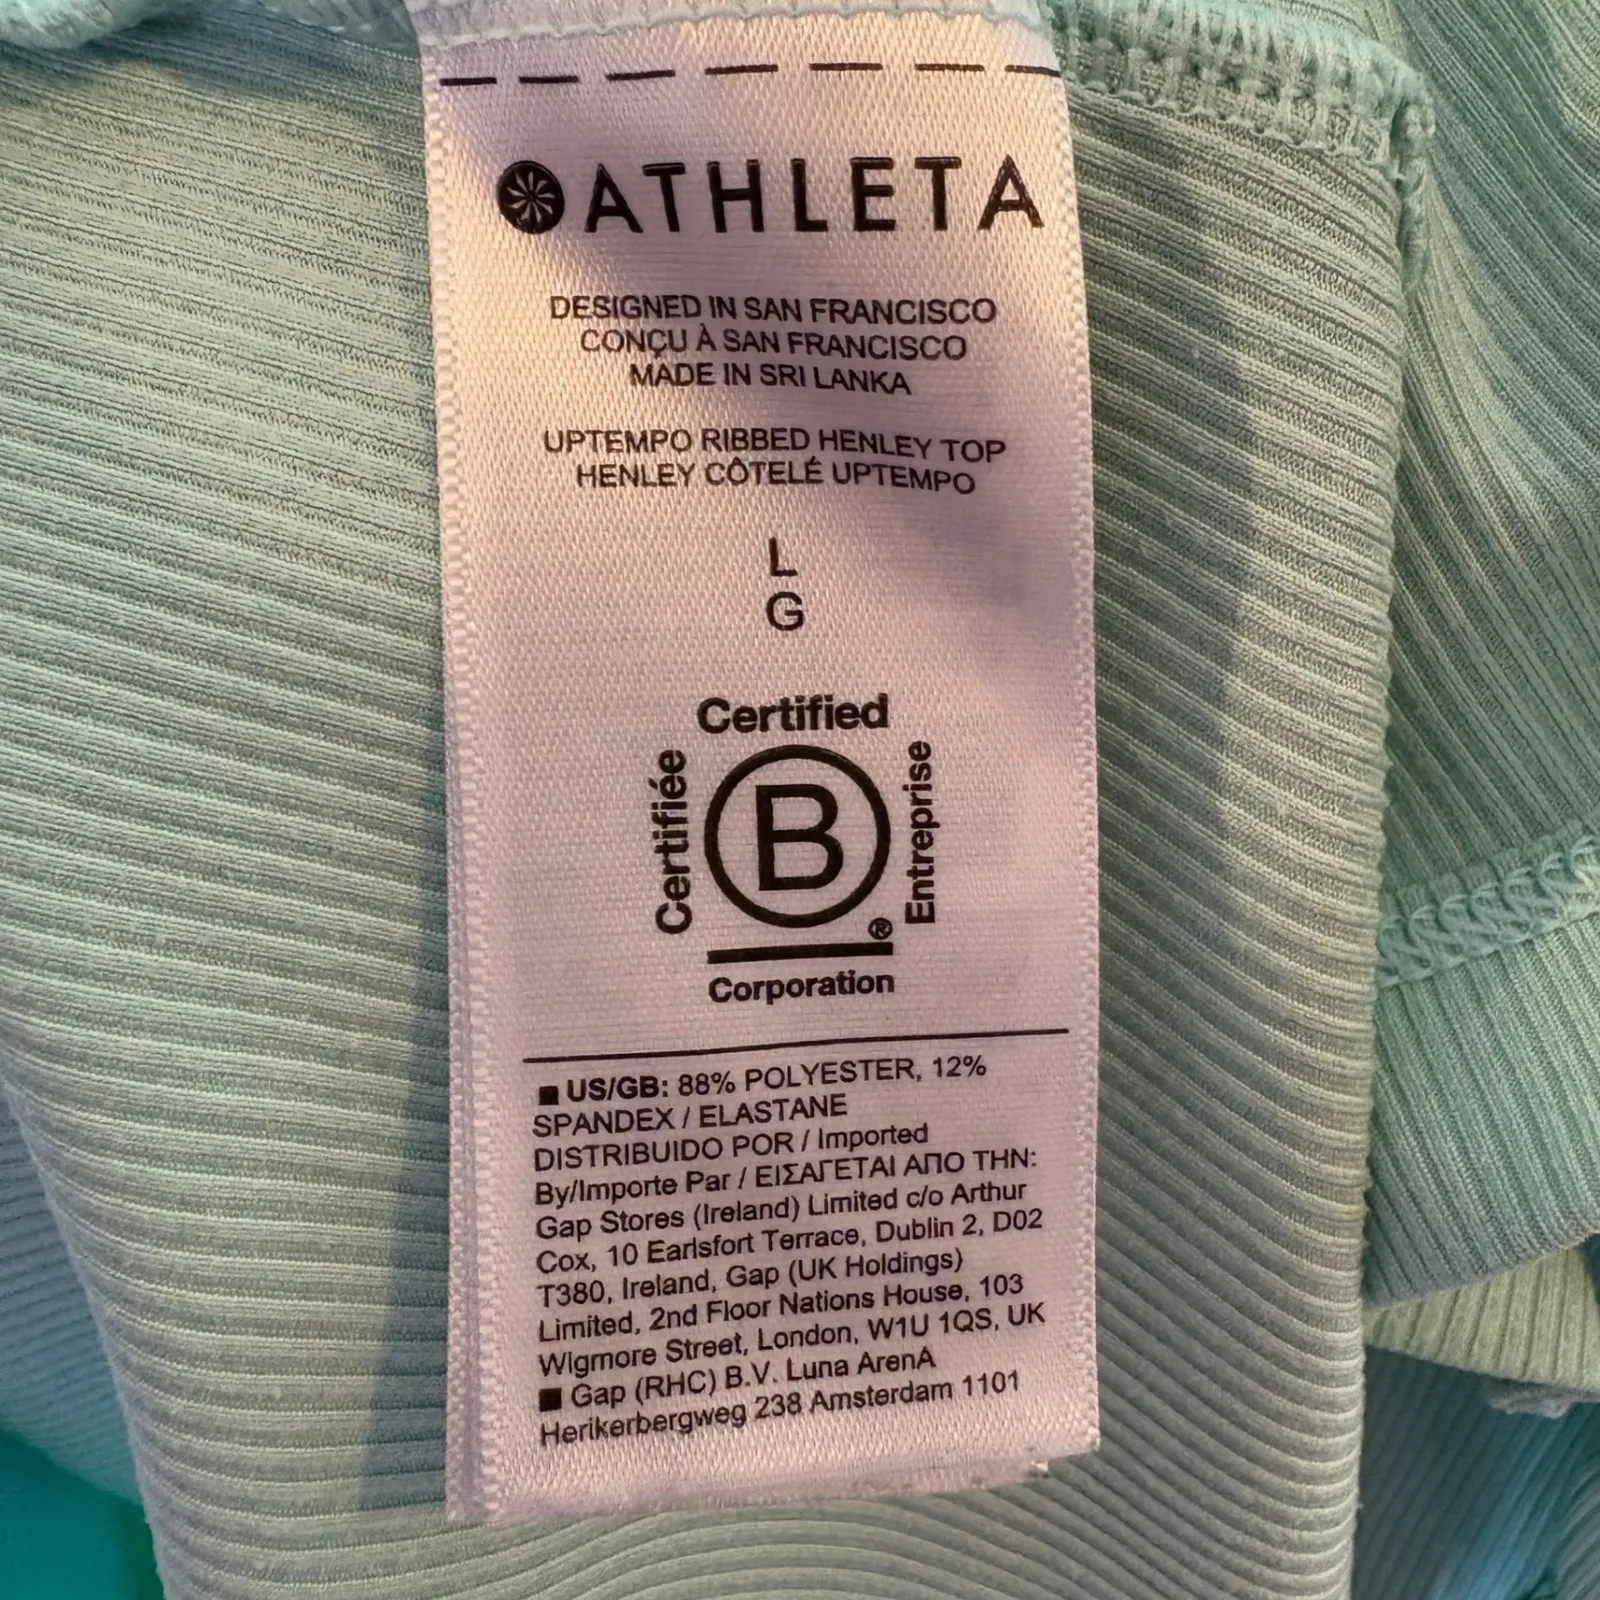 ATHLETA
DESIGNED IN SAN FRANCISCO
CONÇU À SAN FRANCISCO
MADE IN SRI LANKA
UPTEMPO RIBBED HENLEY TOP
HENLEY CÔTELÉ UPTEMPO
L
G
Certified
Certifiée
B
Entreprise
®
Corporation
US/GB: 88% POLYESTER, 12%
SPANDEX / ELASTANE
DISTRIBUIDO POR / Imported
By/Importe Par / ΕΙΣΑΓΕΤΑΙ ΑΠΟ ΤΗΝ:
Gap Stores (Ireland) Limited c/o Arthur
Cox, 10 Earlsfort Terrace, Dublin 2, D02
T380, Ireland, Gap (UK Holdings)
Limited, 2nd Floor Nations House, 103
Wigmore Street, London, W1U 1QS, UK
Gap (RHC) B.V. Luna ArenA
Herikerbergweg 238 Amsterdam 1101